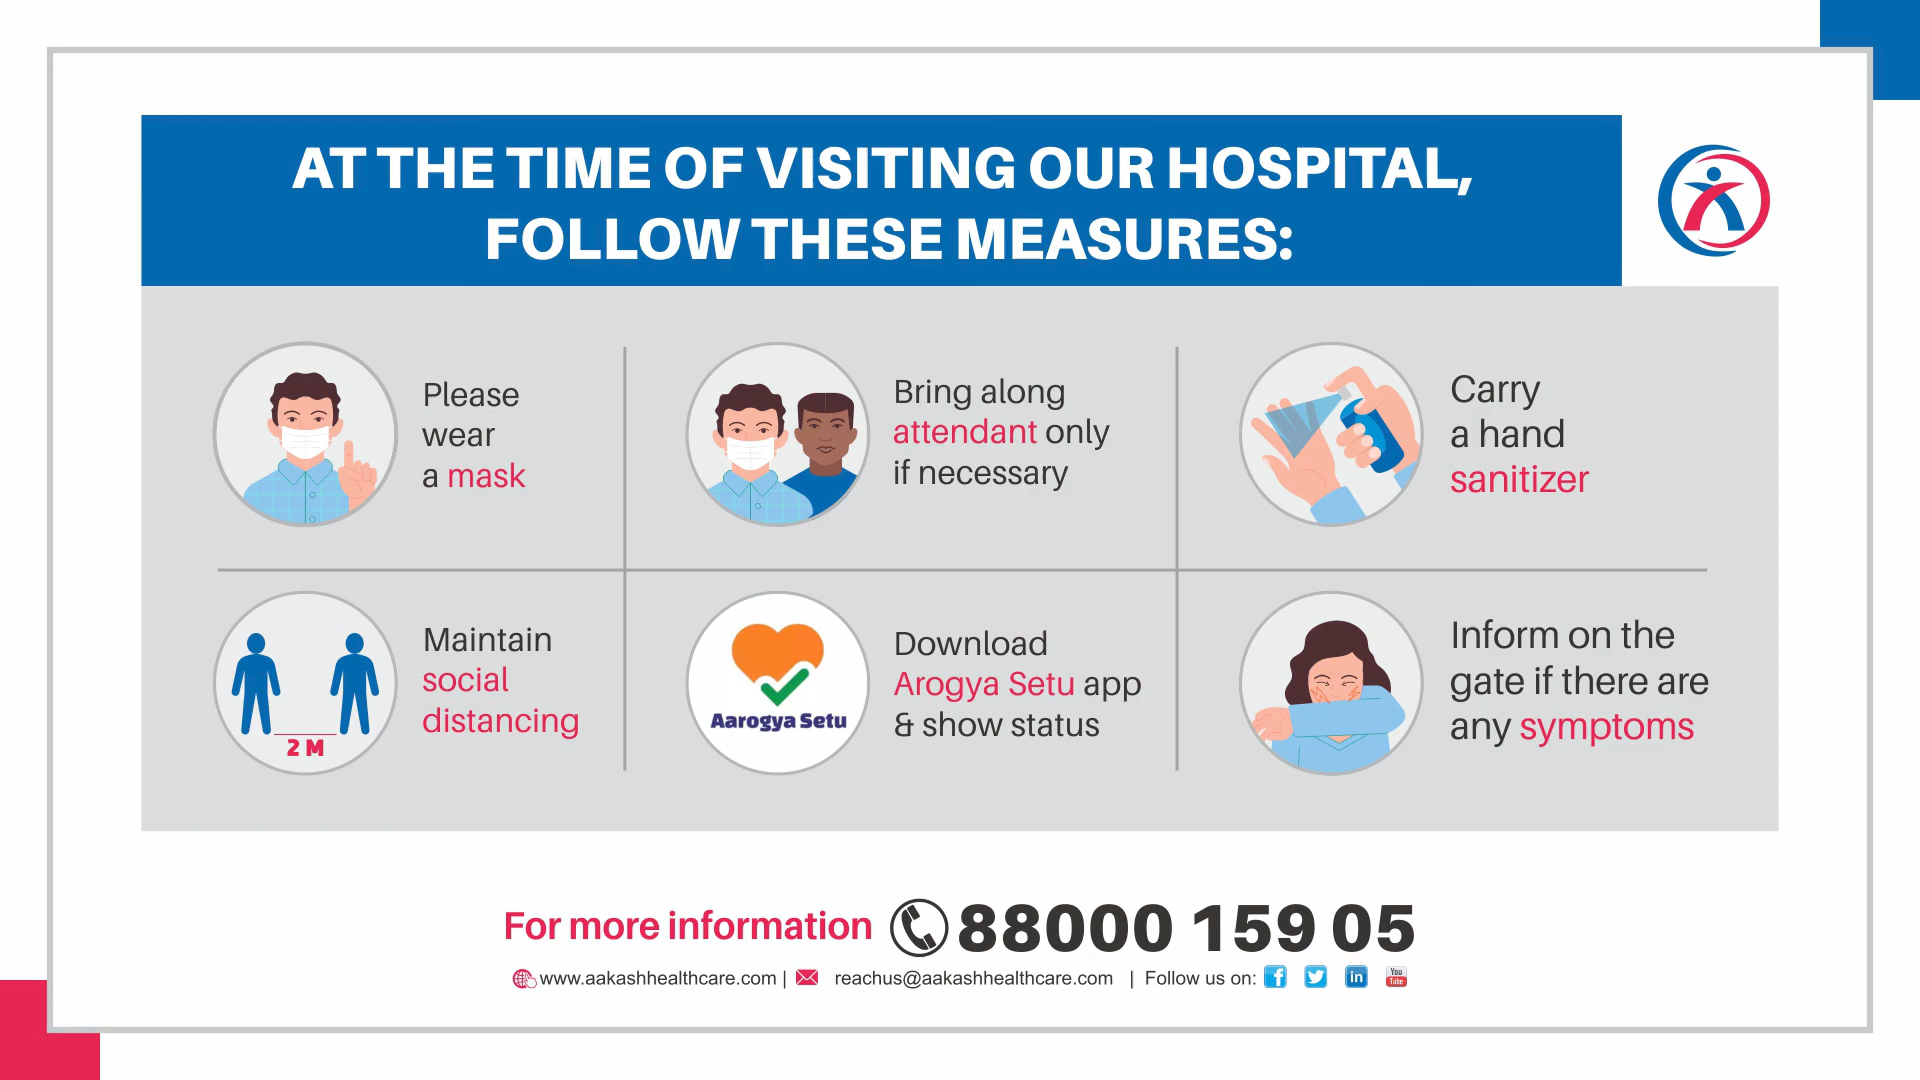 AT THE TIME OF VISITING OUR HOSPITAL,
FOLLOW THESE MEASURES:
Please
wear
a mask
Bring along
attendant only
if necessary
Carry
a hand
sanitizer
2 M
Maintain
social
distancing
Aarogya Setu
Download
Arogya Setu app
& show status
Inform on the
gate if there are
any symptoms
For more information 88000 159 05
www.aakashhealthcare.com | reachus@aakashhealthcare.com | Follow us on: f in You Tube